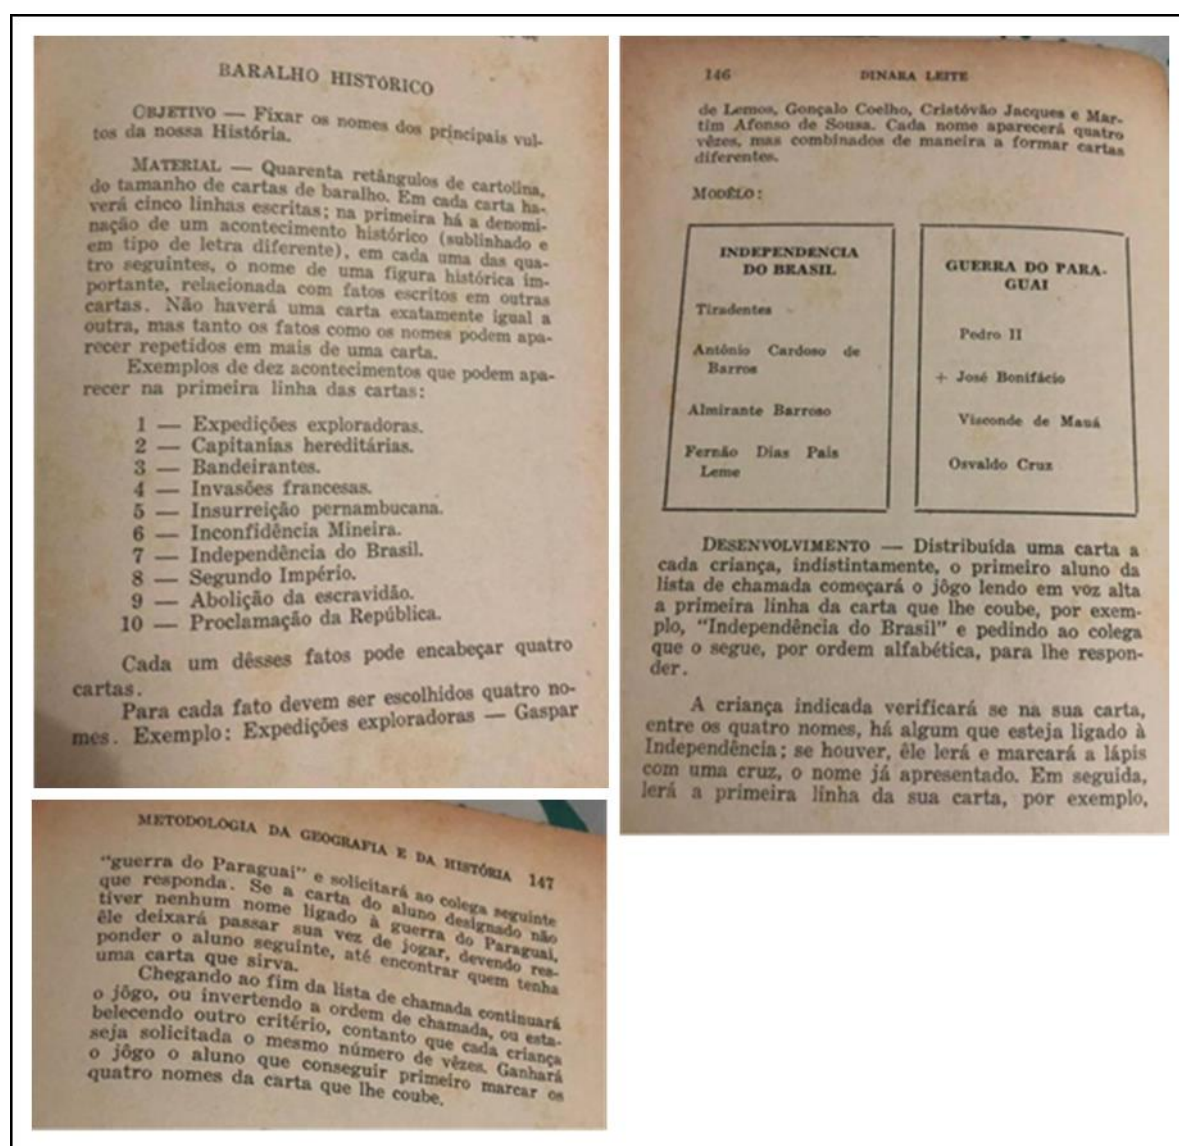 BARALHO HISTÓRICO
OBJETIVO — Fixar os nomes dos principais vul-
tos da nossa História.
MATERIAL — Quarenta retângulos de cartolina,
do tamanho de cartas de baralho. Em cada carta ha-
verá cinco linhas escritas; na primeira há a denomi-
nação de um acontecimento histórico (sublinhado e
em tipo de letra diferente), em cada uma das qua-
tro seguintes, o nome de uma figura histórica im-
portante, relacionada com fatos escritos em outras
cartas. Não haverá uma carta exatamente igual a
outra, mas tanto os fatos como os nomes podem apa-
recer repetidos em mais de uma carta.
Exemplos de dez acontecimentos que podem apa-
recer na primeira linha das cartas:
1 — Expedições exploradoras.
2 — Capitanias hereditárias.
3 — Bandeirantes.
4 — Invasões francesas.
5 — Insurreição pernambucana.
6 — Inconfidência Mineira.
7 — Independência do Brasil.
8 — Segundo Império.
9 — Abolição da escravidão.
10 — Proclamação da República.
Cada um dêsses fatos pode encabeçar quatro
cartas.
Para cada fato devem ser escolhidos quatro no-
mes. Exemplo: Expedições exploradoras — Gaspar
146 DINARA LEITE
de Lemos, Gonçalo Coelho, Cristóvão Jacques e Mar-
tim Afonso de Sousa. Cada nome aparecerá quatro
vêzes, mas combinados de maneira a formar cartas
diferentes.
MODÊLO:
INDEPENDENCIA
DO BRASIL
Tiradentes
Antônio Cardoso de
Barros
Almirante Barroso
Fernão Dias Pais
Leme
GUERRA DO PARA-
GUAI
Pedro II
+ José Bonifácio
Visconde de Mauá
Osvaldo Cruz
DESENVOLVIMENTO — Distribuída uma carta a
cada criança, indistintamente, o primeiro aluno da
lista de chamada começará o jôgo lendo em voz alta
a primeira linha da carta que lhe coube, por exem-
plo, "Independência do Brasil" e pedindo ao colega
que o segue, por ordem alfabética, para lhe respon-
der.
A criança indicada verificará se na sua carta,
entre os quatro nomes, há algum que esteja ligado à
Independência; se houver, êle lerá e marcará a lápis
com uma cruz, o nome já apresentado. Em seguida,
lerá a primeira linha da sua carta, por exemplo,
METODOLOGIA DA GEOGRAFIA E DA HISTÓRIA 147
"guerra do Paraguai" e solicitará ao colega seguinte
que responda. Se a carta do aluno designado não
tiver nenhum nome ligado à guerra do Paraguai,
êle deixará passar sua vez de jogar, devendo res-
ponder o aluno seguinte, até encontrar quem tenha
uma carta que sirva.
Chegando ao fim da lista de chamada continuará
o jôgo, ou invertendo a ordem de chamada, ou esta-
belecendo outro critério, contanto que cada criança
seja solicitada o mesmo número de vêzes. Ganhará
o jôgo o aluno que conseguir primeiro marcar os
quatro nomes da carta que lhe coube.